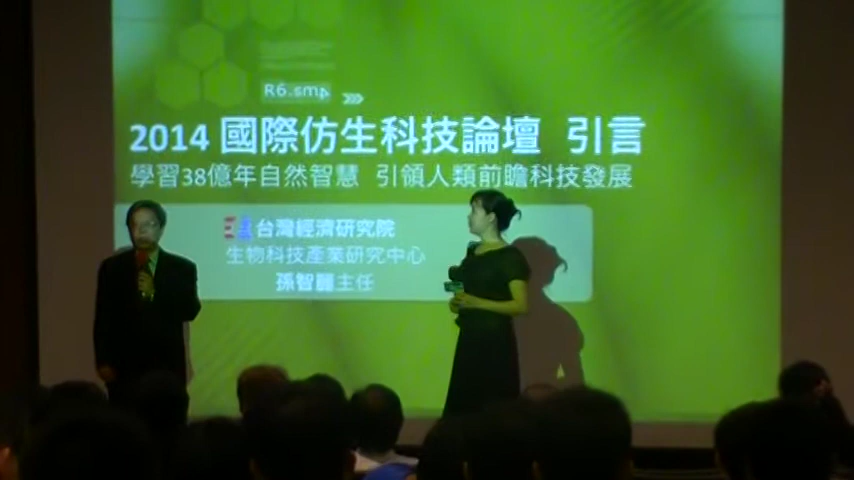 R6.smp
2014 國際仿生科技論壇 引言
學習38億年自然智慧 引領人類前瞻科技發展
台灣經濟研究院
生物科技產業研究中心
孫智麗主任